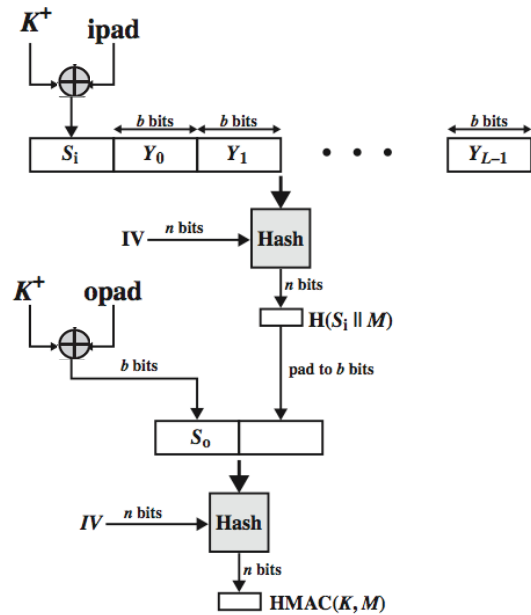 K⁺ ipad
b bits b bits b bits
Sᵢ Y₀ Y₁ • • • Y_{L–1}
IV n bits Hash
n bits
H(Sᵢ || M)
K⁺ opad
b bits pad to b bits
Sₒ
IV n bits Hash
n bits
HMAC(K, M)